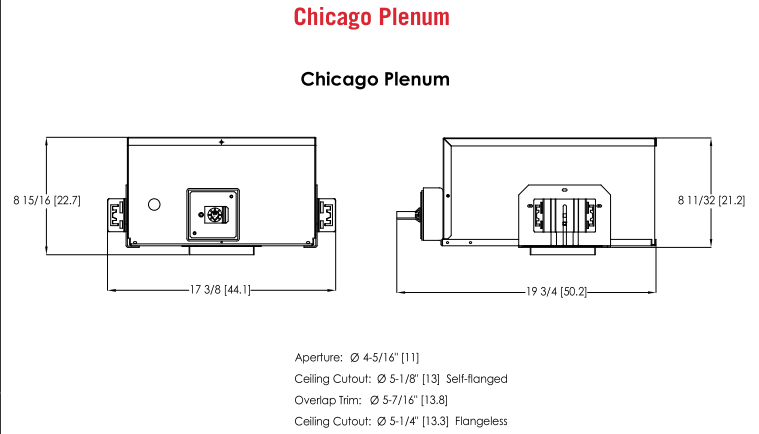 Chicago Plenum
Chicago Plenum
8 15/16 [22.7]
8 11/32 [21.2]
17 3/8 [44.1]
19 3/4 [50.2]
Aperture: Ø 4-5/16" [11]
Ceiling Cutout: Ø 5-1/8" [13] Self-flanged
Overlap Trim: Ø 5-7/16" [13.8]
Ceiling Cutout: Ø 5-1/4" [13.3] Flangeless